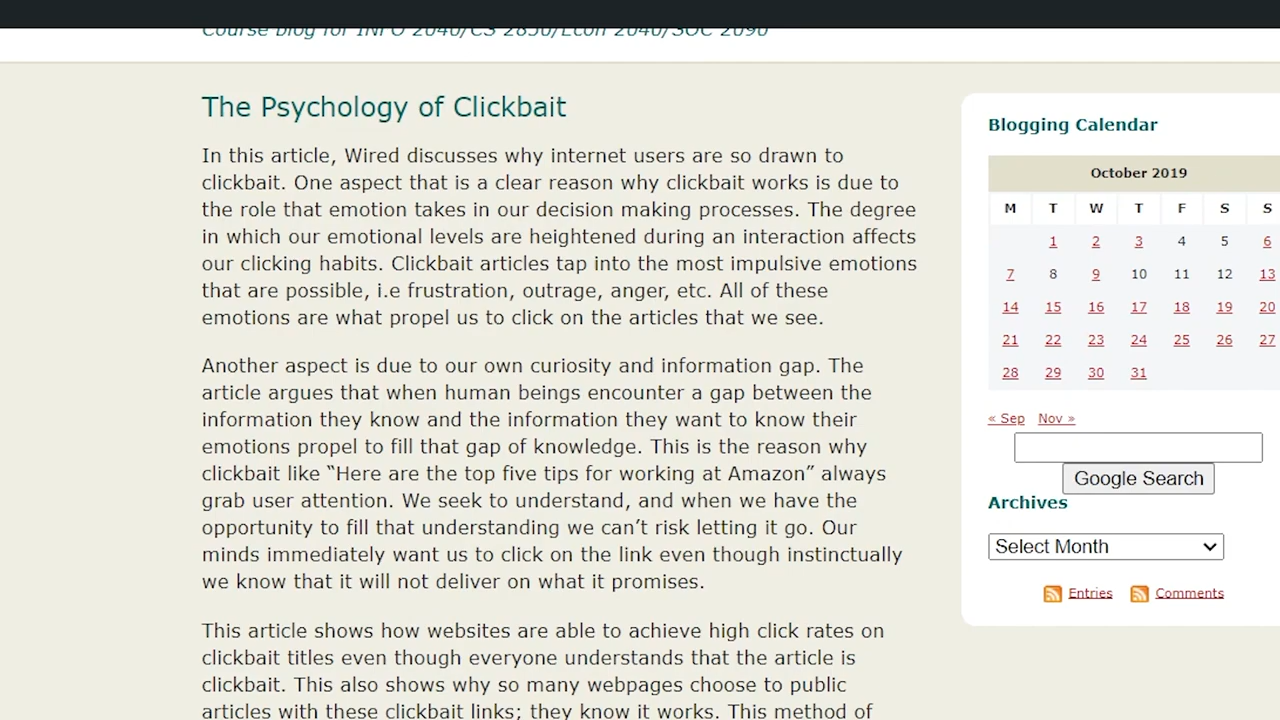 Course blog for INFO 2040/CS 2850/Econ 2040/SOC 2090
The Psychology of Clickbait
In this article, Wired discusses why internet users are so drawn to
clickbait. One aspect that is a clear reason why clickbait works is due to
the role that emotion takes in our decision making processes. The degree
in which our emotional levels are heightened during an interaction affects
our clicking habits. Clickbait articles tap into the most impulsive emotions
that are possible, i.e frustration, outrage, anger, etc. All of these
emotions are what propel us to click on the articles that we see.
Another aspect is due to our own curiosity and information gap. The
article argues that when human beings encounter a gap between the
information they know and the information they want to know their
emotions propel to fill that gap of knowledge. This is the reason why
clickbait like “Here are the top five tips for working at Amazon” always
grab user attention. We seek to understand, and when we have the
opportunity to fill that understanding we can’t risk letting it go. Our
minds immediately want us to click on the link even though instinctually
we know that it will not deliver on what it promises.
This article shows how websites are able to achieve high click rates on
clickbait titles even though everyone understands that the article is
clickbait. This also shows why so many webpages choose to public
articles with these clickbait links; they know it works. This method of
Blogging Calendar
October 2019
M T W T F S S
1 2 3 4 5 6
7 8 9 10 11 12 13
14 15 16 17 18 19 20
21 22 23 24 25 26 27
28 29 30 31
« Sep Nov »
Google Search
Archives
Select Month
Entries Comments